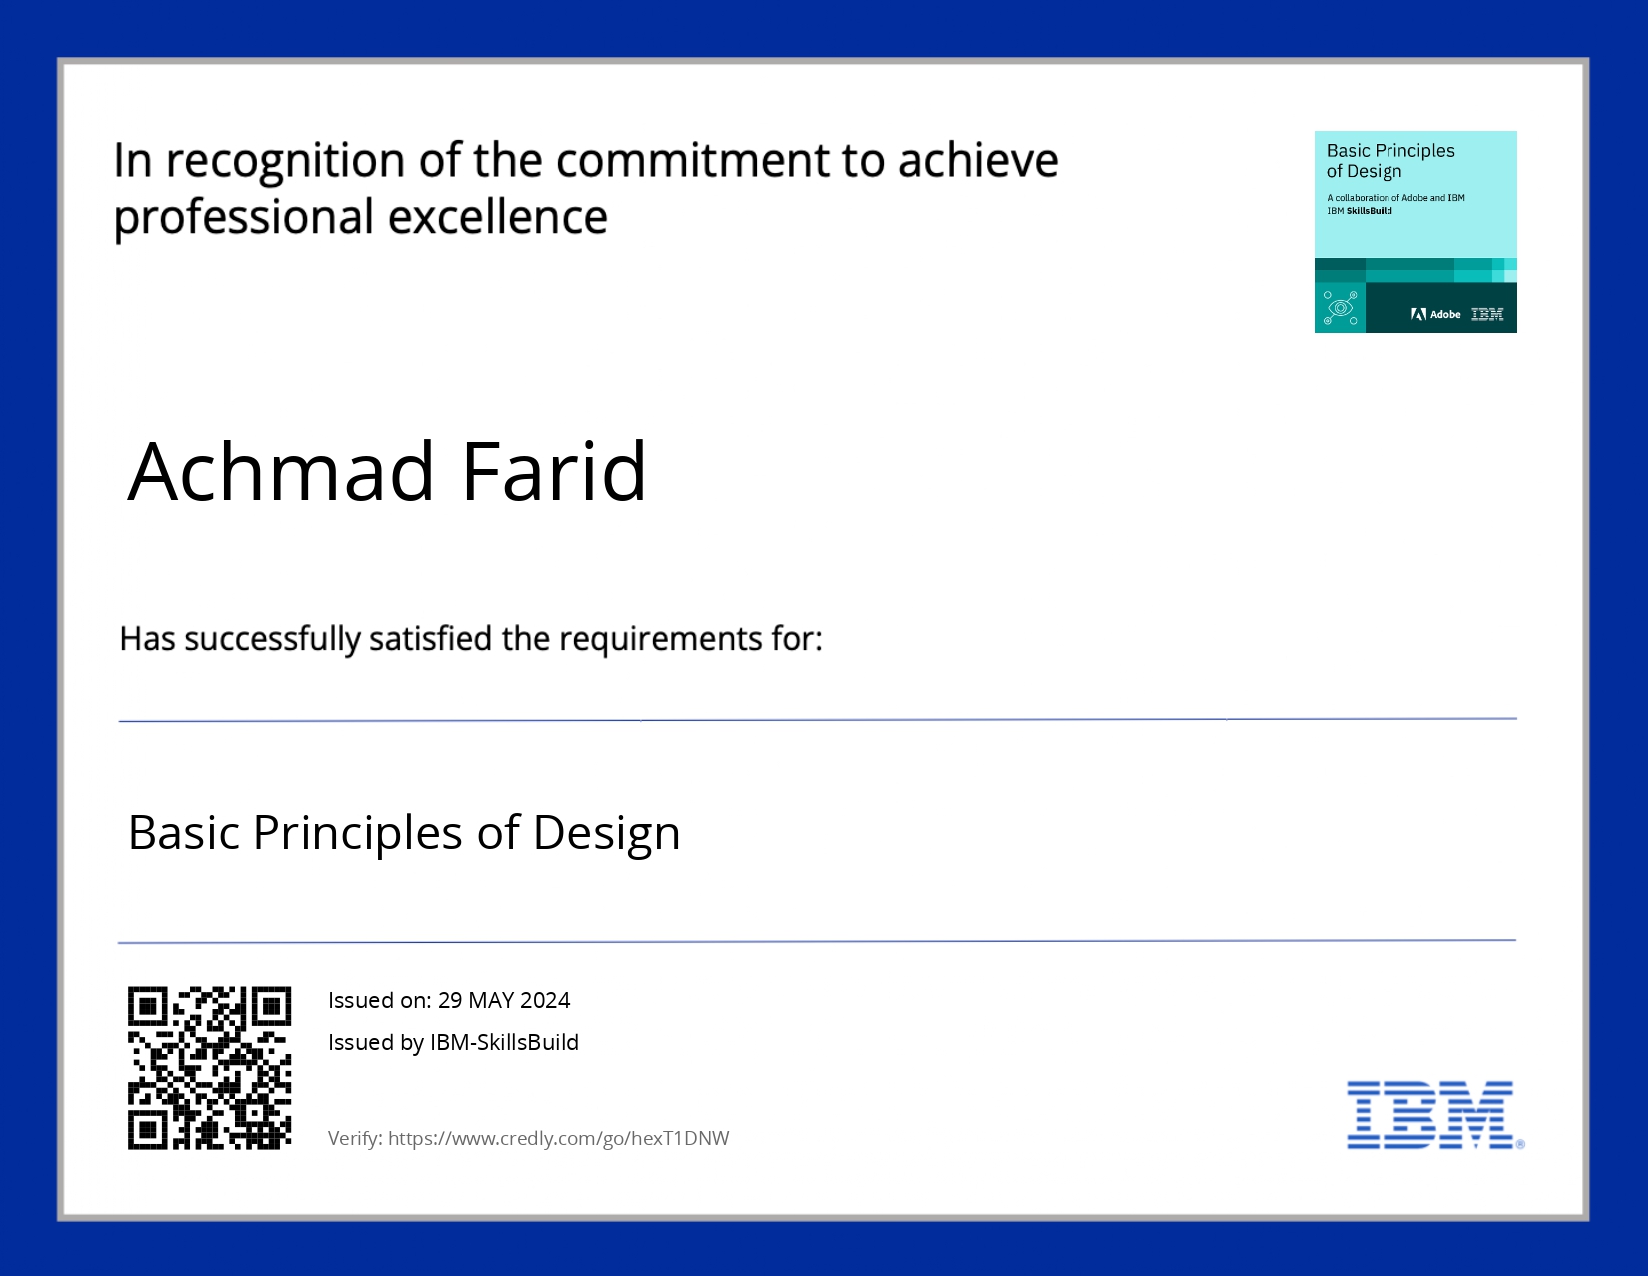 In recognition of the commitment to achieve
professional excellence
Basic Principles
of Design
A collaboration of Adobe and IBM
IBM SkillsBuild
Adobe IBM
Achmad Farid
Has successfully satisfied the requirements for:
Basic Principles of Design
Issued on: 29 MAY 2024
Issued by IBM-SkillsBuild
Verify: https://www.credly.com/go/hexT1DNW
IBM®